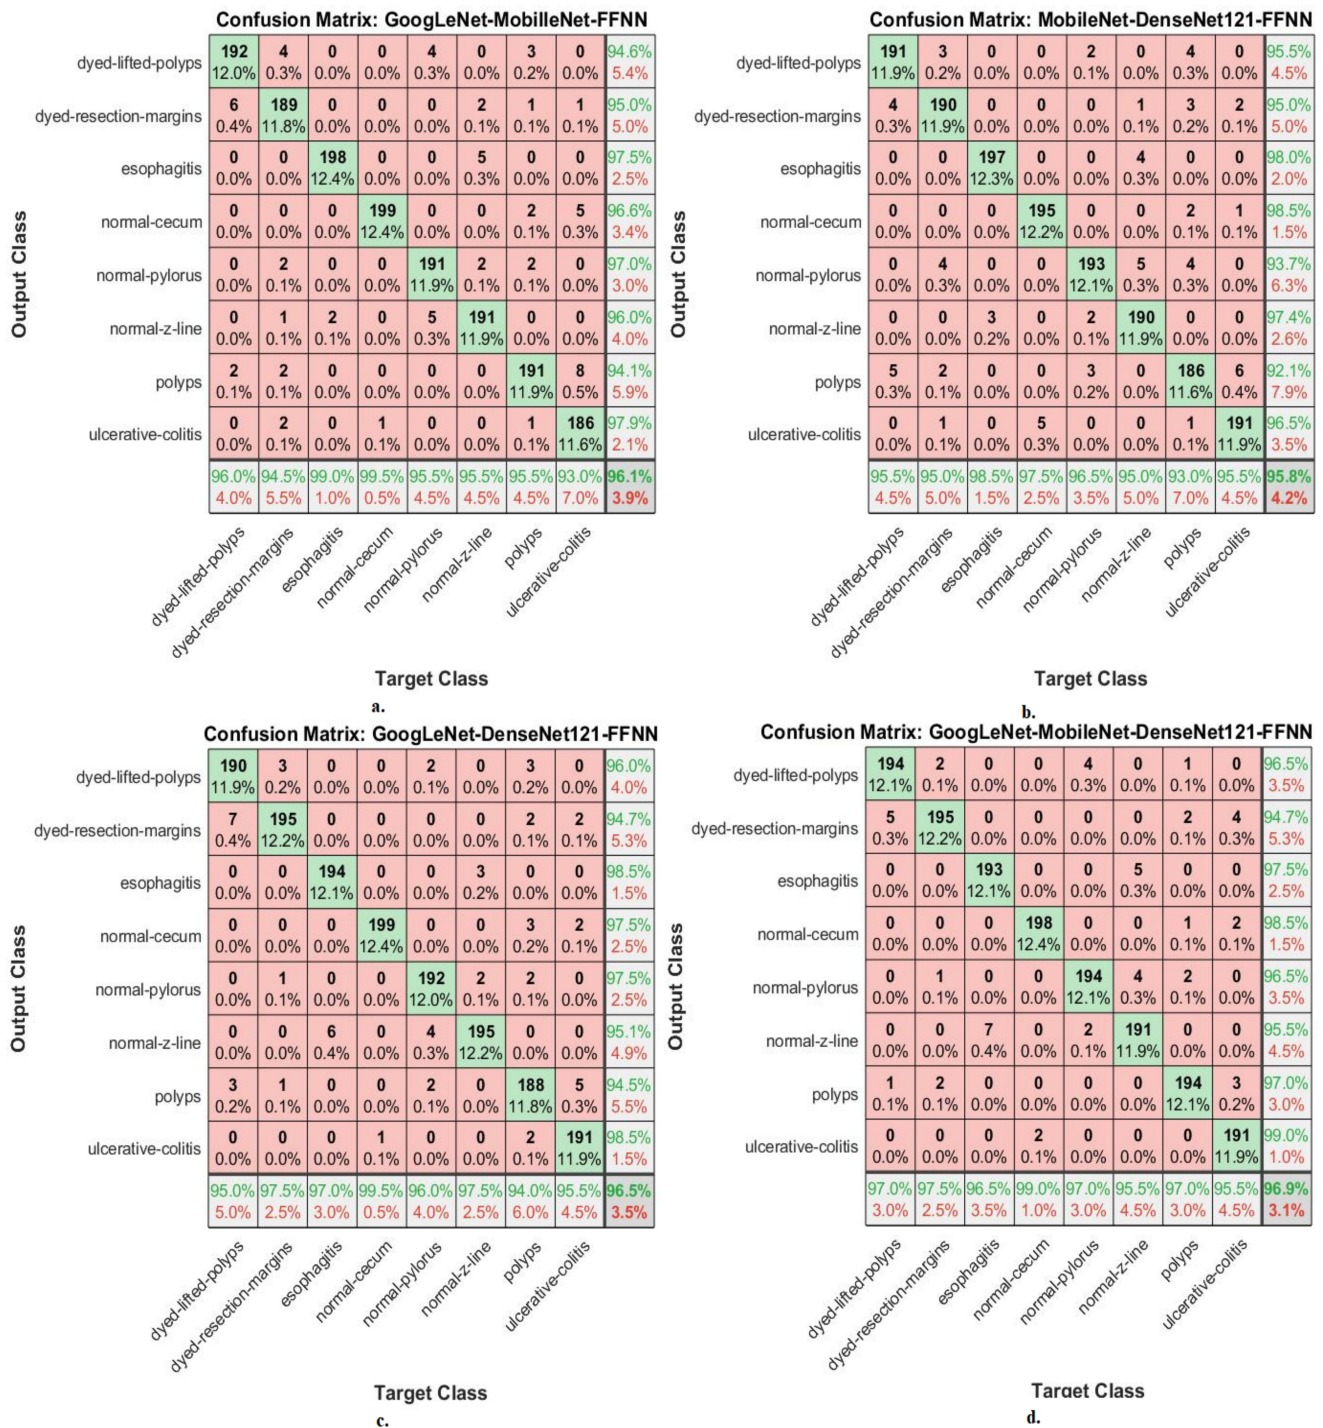 Confusion Matrix: GoogLeNet-MobilleNet-FFNN
dyed-lifted-polyps 192 4 0 0 4 0 3 0 94.6%
12.0% 0.3% 0.0% 0.0% 0.3% 0.0% 0.2% 0.0% 5.4%
dyed-resection-margins 6 189 0 0 0 2 1 1 95.0%
0.4% 11.8% 0.0% 0.0% 0.0% 0.1% 0.1% 0.1% 5.0%
esophagitis 0 0 198 0 0 5 0 0 97.5%
0.0% 0.0% 12.4% 0.0% 0.0% 0.3% 0.0% 0.0% 2.5%
normal-cecum 0 0 0 199 0 0 2 5 96.6%
0.0% 0.0% 0.0% 12.4% 0.0% 0.0% 0.1% 0.3% 3.4%
normal-pylorus 0 2 0 0 191 2 2 0 97.0%
0.0% 0.1% 0.0% 0.0% 11.9% 0.1% 0.1% 0.0% 3.0%
normal-z-line 0 1 2 0 5 191 0 0 96.0%
0.0% 0.1% 0.1% 0.0% 0.3% 11.9% 0.0% 0.0% 4.0%
polyps 2 2 0 0 0 0 191 8 94.1%
0.1% 0.1% 0.0% 0.0% 0.0% 0.0% 11.9% 0.5% 5.9%
ulcerative-colitis 0 2 0 1 0 0 1 186 97.9%
0.0% 0.1% 0.0% 0.1% 0.0% 0.0% 0.1% 11.6% 2.1%
96.0% 94.5% 99.0% 99.5% 95.5% 95.5% 95.5% 93.0% 96.1%
4.0% 5.5% 1.0% 0.5% 4.5% 4.5% 4.5% 7.0% 3.9%
dyed-lifted-polyps dyed-resection-margins esophagitis normal-cecum normal-pylorus normal-z-line polyps ulcerative-colitis
Output Class
Target Class
a.
Confusion Matrix: MobileNet-DenseNet121-FFNN
dyed-lifted-polyps 191 3 0 0 2 0 4 0 95.5%
11.9% 0.2% 0.0% 0.0% 0.1% 0.0% 0.3% 0.0% 4.5%
dyed-resection-margins 4 190 0 0 0 1 3 2 95.0%
0.3% 11.9% 0.0% 0.0% 0.0% 0.1% 0.2% 0.1% 5.0%
esophagitis 0 0 197 0 0 4 0 0 98.0%
0.0% 0.0% 12.3% 0.0% 0.0% 0.3% 0.0% 0.0% 2.0%
normal-cecum 0 0 0 195 0 0 2 1 98.5%
0.0% 0.0% 0.0% 12.2% 0.0% 0.0% 0.1% 0.1% 1.5%
normal-pylorus 0 4 0 0 193 5 4 0 93.7%
0.0% 0.3% 0.0% 0.0% 12.1% 0.3% 0.3% 0.0% 6.3%
normal-z-line 0 0 3 0 2 190 0 0 97.4%
0.0% 0.0% 0.2% 0.0% 0.1% 11.9% 0.0% 0.0% 2.6%
polyps 5 2 0 0 3 0 186 6 92.1%
0.3% 0.1% 0.0% 0.0% 0.2% 0.0% 11.6% 0.4% 7.9%
ulcerative-colitis 0 1 0 5 0 0 1 191 96.5%
0.0% 0.1% 0.0% 0.3% 0.0% 0.0% 0.1% 11.9% 3.5%
95.5% 95.0% 98.5% 97.5% 96.5% 95.0% 93.0% 95.5% 95.8%
4.5% 5.0% 1.5% 2.5% 3.5% 5.0% 7.0% 4.5% 4.2%
dyed-lifted-polyps dyed-resection-margins esophagitis normal-cecum normal-pylorus normal-z-line polyps ulcerative-colitis
Output Class
Target Class
b.
Confusion Matrix: GoogLeNet-DenseNet121-FFNN
dyed-lifted-polyps 190 3 0 0 2 0 3 0 96.0%
11.9% 0.2% 0.0% 0.0% 0.1% 0.0% 0.2% 0.0% 4.0%
dyed-resection-margins 7 195 0 0 0 0 2 2 94.7%
0.4% 12.2% 0.0% 0.0% 0.0% 0.0% 0.1% 0.1% 5.3%
esophagitis 0 0 194 0 0 3 0 0 98.5%
0.0% 0.0% 12.1% 0.0% 0.0% 0.2% 0.0% 0.0% 1.5%
normal-cecum 0 0 0 199 0 0 3 2 97.5%
0.0% 0.0% 0.0% 12.4% 0.0% 0.0% 0.2% 0.1% 2.5%
normal-pylorus 0 1 0 0 192 2 2 0 97.5%
0.0% 0.1% 0.0% 0.0% 12.0% 0.1% 0.1% 0.0% 2.5%
normal-z-line 0 0 6 0 4 195 0 0 95.1%
0.0% 0.0% 0.4% 0.0% 0.3% 12.2% 0.0% 0.0% 4.9%
polyps 3 1 0 0 2 0 188 5 94.5%
0.2% 0.1% 0.0% 0.0% 0.1% 0.0% 11.8% 0.3% 5.5%
ulcerative-colitis 0 0 0 1 0 0 2 191 98.5%
0.0% 0.0% 0.0% 0.1% 0.0% 0.0% 0.1% 11.9% 1.5%
95.0% 97.5% 97.0% 99.5% 96.0% 97.5% 94.0% 95.5% 96.5%
5.0% 2.5% 3.0% 0.5% 4.0% 2.5% 6.0% 4.5% 3.5%
dyed-lifted-polyps dyed-resection-margins esophagitis normal-cecum normal-pylorus normal-z-line polyps ulcerative-colitis
Output Class
Target Class
c.
Confusion Matrix: GoogLeNet-MobileNet-DenseNet121-FFNN
dyed-lifted-polyps 194 2 0 0 4 0 1 0 96.5%
12.1% 0.1% 0.0% 0.0% 0.3% 0.0% 0.1% 0.0% 3.5%
dyed-resection-margins 5 195 0 0 0 0 2 4 94.7%
0.3% 12.2% 0.0% 0.0% 0.0% 0.0% 0.1% 0.3% 5.3%
esophagitis 0 0 193 0 0 5 0 0 97.5%
0.0% 0.0% 12.1% 0.0% 0.0% 0.3% 0.0% 0.0% 2.5%
normal-cecum 0 0 0 198 0 0 1 2 98.5%
0.0% 0.0% 0.0% 12.4% 0.0% 0.0% 0.1% 0.1% 1.5%
normal-pylorus 0 1 0 0 194 4 2 0 96.5%
0.0% 0.1% 0.0% 0.0% 12.1% 0.3% 0.1% 0.0% 3.5%
normal-z-line 0 0 7 0 2 191 0 0 95.5%
0.0% 0.0% 0.4% 0.0% 0.1% 11.9% 0.0% 0.0% 4.5%
polyps 1 2 0 0 0 0 194 3 97.0%
0.1% 0.1% 0.0% 0.0% 0.0% 0.0% 12.1% 0.2% 3.0%
ulcerative-colitis 0 0 0 2 0 0 0 191 99.0%
0.0% 0.0% 0.0% 0.1% 0.0% 0.0% 0.0% 11.9% 1.0%
97.0% 97.5% 96.5% 99.0% 97.0% 95.5% 97.0% 95.5% 96.9%
3.0% 2.5% 3.5% 1.0% 3.0% 4.5% 3.0% 4.5% 3.1%
dyed-lifted-polyps dyed-resection-margins esophagitis normal-cecum normal-pylorus normal-z-line polyps ulcerative-colitis
Output Class
Target Class
d.